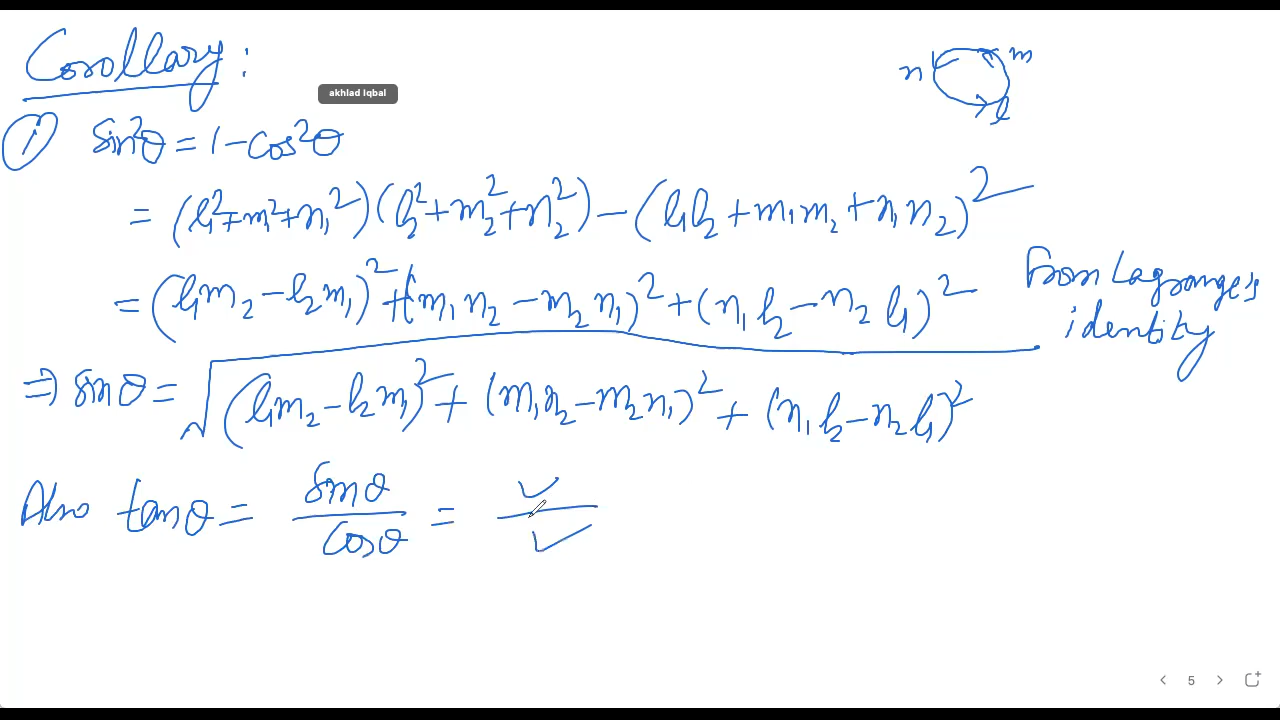 Corollary:
n m l
akhlad Iqbal
① sin²θ = 1 - cos²θ
= (l₁²+m₁²+n₁²)(l₂²+m₂²+n₂²) - (l₁l₂+m₁m₂+n₁n₂)²
= (l₁m₂-l₂m₁)²+(m₁n₂-m₂n₁)²+(n₁l₂-n₂l₁)² From Lagrange's
identity
⇒ sinθ = √(l₁m₂-l₂m₁)²+(m₁n₂-m₂n₁)²+(n₁l₂-n₂l₁)²
Also tanθ = sinθ/cosθ = ✓/✓
5